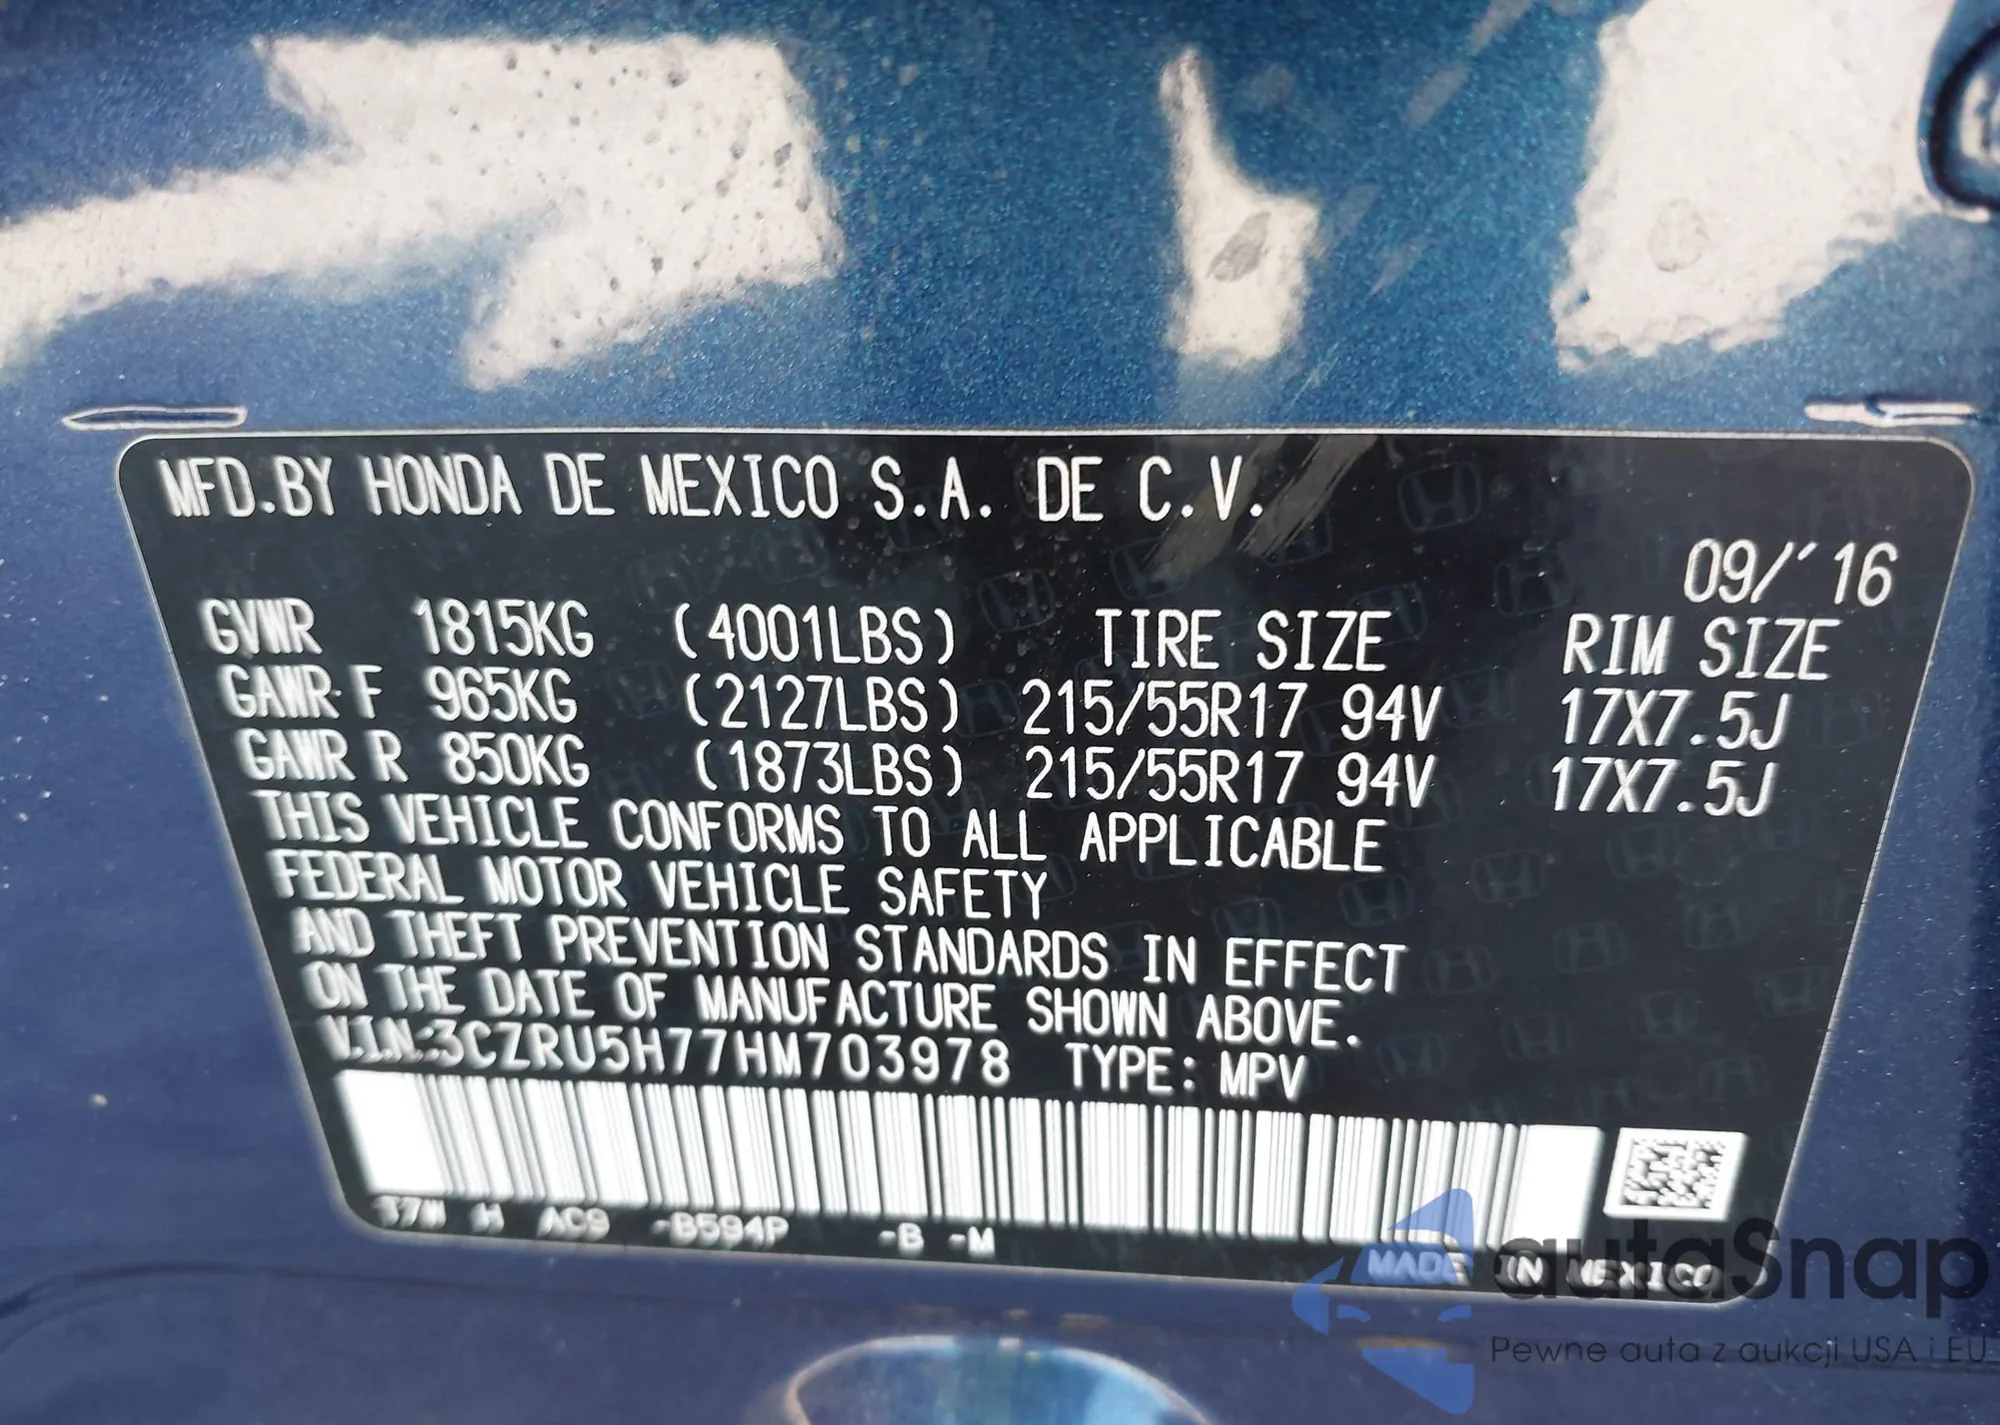 MFD.BY HONDA DE MEXICO S.A. DE C.V.
09/'16
GVWR 1815KG (4001LBS) TIRE SIZE RIM SIZE
GAWR F 965KG (2127LBS) 215/55R17 94V 17X7.5J
GAWR R 850KG (1873LBS) 215/55R17 94V 17X7.5J
THIS VEHICLE CONFORMS TO ALL APPLICABLE
FEDERAL MOTOR VEHICLE SAFETY
AND THEFT PREVENTION STANDARDS IN EFFECT
ON THE DATE OF MANUFACTURE SHOWN ABOVE.
V.I.N:3CZRU5H77HM703978 TYPE: MPV
T7W H AC9 -B594P -B -M
MADE IN MEXICO
autaSnap
Pewne auta z aukcji USA i EU